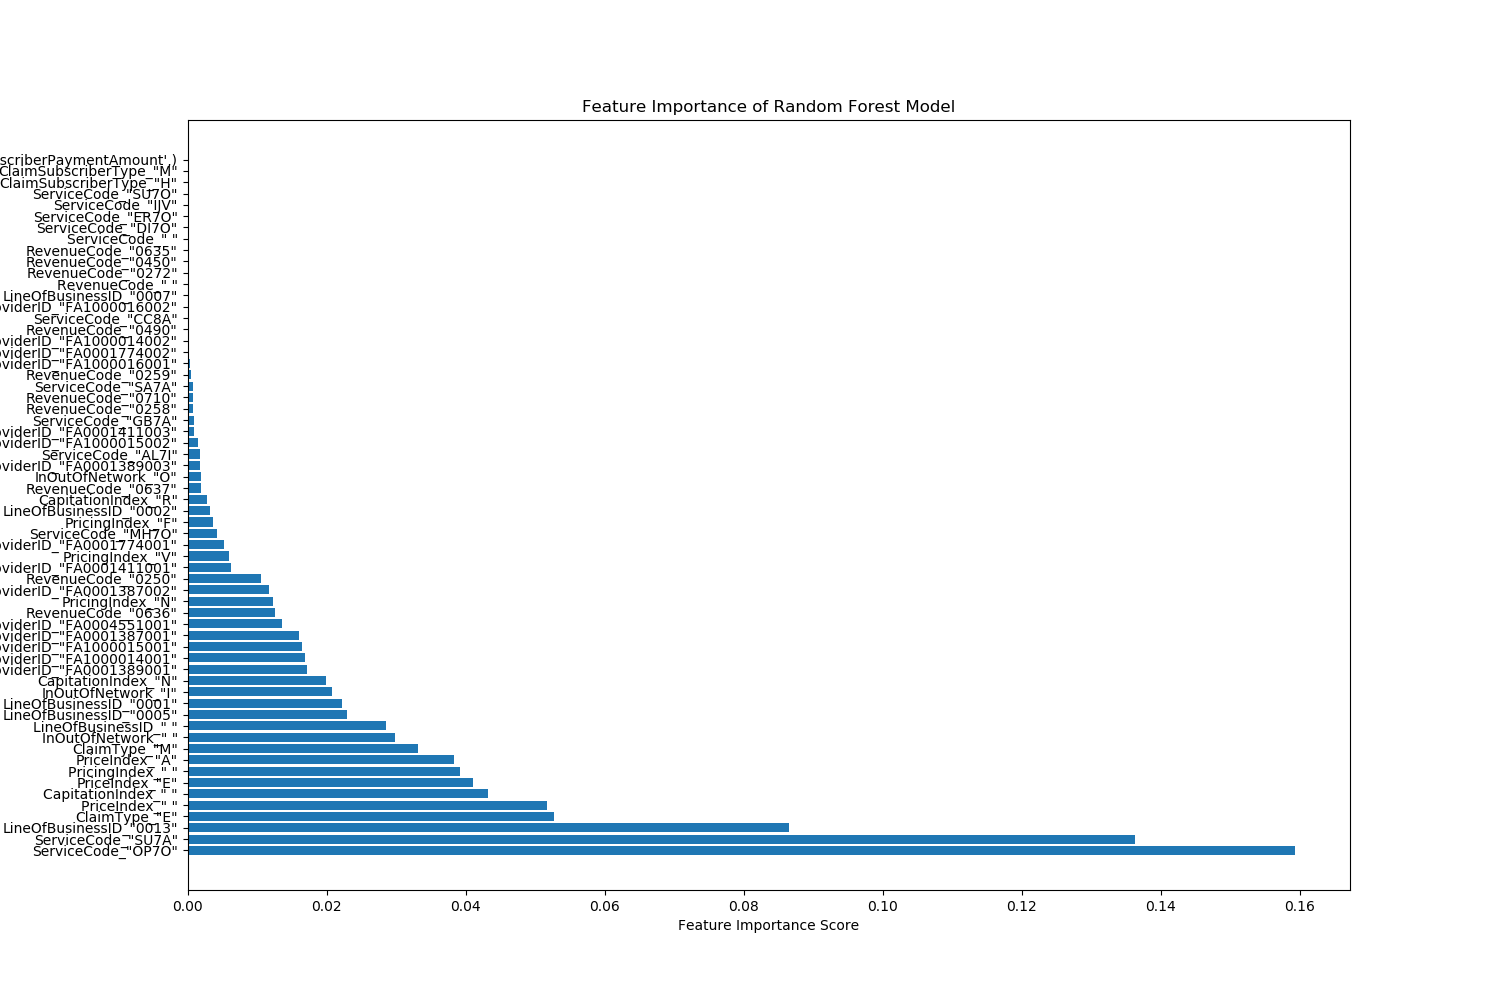 Feature Importance of Random Forest Model
scriberPaymentAmount',)
ClaimSubscriberType_"M"
ClaimSubscriberType_"H"
ServiceCode_"SU7O"
ServiceCode_"IJV"
ServiceCode_"ER7O"
ServiceCode_"DI7O"
ServiceCode_" "
RevenueCode_"0635"
RevenueCode_"0450"
RevenueCode_"0272"
RevenueCode_" "
LineOfBusinessID_"0007"
oviderID_"FA1000016002"
ServiceCode_"CC8A"
RevenueCode_"0490"
oviderID_"FA1000014002"
oviderID_"FA0001774002"
oviderID_"FA1000016001"
RevenueCode_"0259"
ServiceCode_"SA7A"
RevenueCode_"0710"
RevenueCode_"0258"
ServiceCode_"GB7A"
oviderID_"FA0001411003"
oviderID_"FA1000015002"
ServiceCode_"AL7I"
oviderID_"FA0001389003"
InOutOfNetwork_"O"
RevenueCode_"0637"
CapitationIndex_"R"
LineOfBusinessID_"0002"
PricingIndex_"F"
ServiceCode_"MH7O"
oviderID_"FA0001774001"
PricingIndex_"V"
oviderID_"FA0001411001"
RevenueCode_"0250"
oviderID_"FA0001387002"
PricingIndex_"N"
RevenueCode_"0636"
oviderID_"FA0004551001"
oviderID_"FA0001387001"
oviderID_"FA1000015001"
oviderID_"FA1000014001"
oviderID_"FA0001389001"
CapitationIndex_"N"
InOutOfNetwork_"I"
LineOfBusinessID_"0001"
LineOfBusinessID_"0005"
LineOfBusinessID_" "
InOutOfNetwork_" "
ClaimType_"M"
PriceIndex_"A"
PricingIndex_" "
PriceIndex_"E"
CapitationIndex_" "
PriceIndex_" "
ClaimType_"E"
LineOfBusinessID_"0013"
ServiceCode_"SU7A"
ServiceCode_"OP7O"
0.00 0.02 0.04 0.06 0.08 0.10 0.12 0.14 0.16
Feature Importance Score